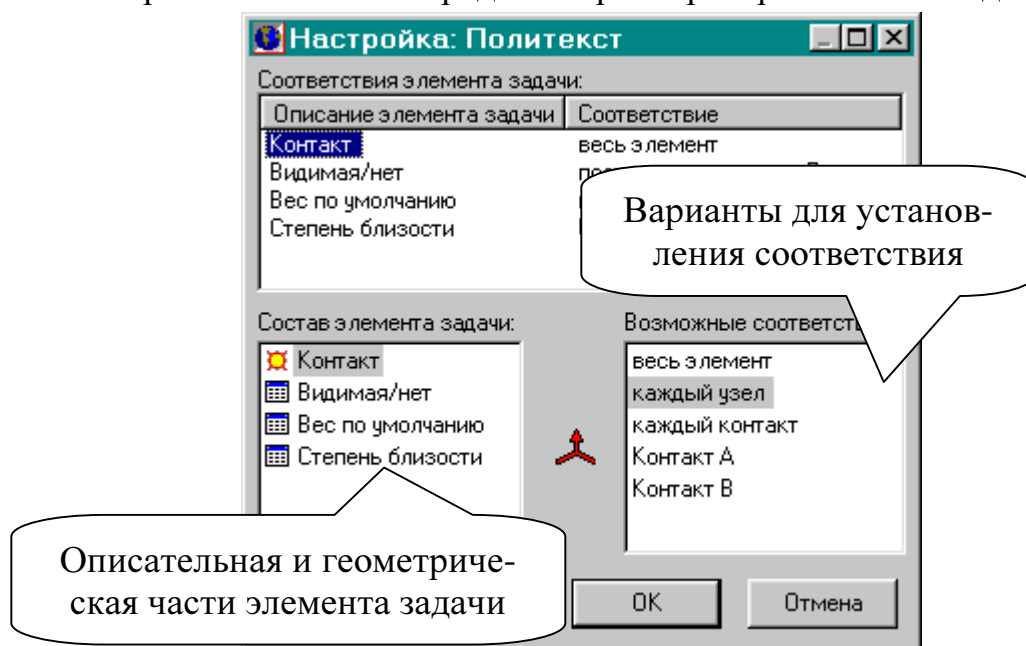 Настройка: Политекст
Соответствия элемента задачи:
Описание элемента задачи Соответствие
Контакт весь элемент
Видимая/нет
Вес по умолчанию
Степень близости
Варианты для установ-
ления соответствия
Состав элемента задачи:
Возможные
Контакт
Видимая/нет
Вес по умолчанию
Степень близости
весь элемент
каждый узел
каждый контакт
Контакт А
Контакт В
Описательная и геометриче-
ская части элемента задачи
OK
Отмена